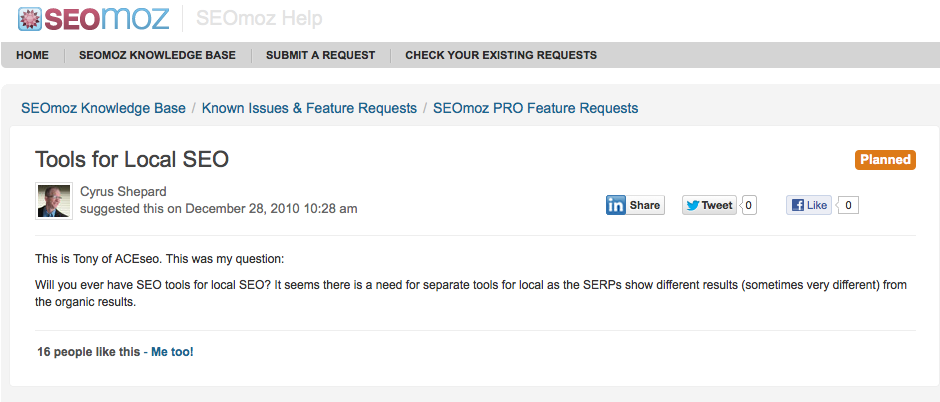 SEOMOZ SEOmoz Help
HOME SEOMOZ KNOWLEDGE BASE SUBMIT A REQUEST CHECK YOUR EXISTING REQUESTS
SEOmoz Knowledge Base / Known Issues & Feature Requests / SEOmoz PRO Feature Requests
Tools for Local SEO Planned
Cyrus Shepard
suggested this on December 28, 2010 10:28 am
in Share Tweet 0 f Like 0
This is Tony of ACEseo. This was my question:
Will you ever have SEO tools for local SEO? It seems there is a need for separate tools for local as the SERPs show different results (sometimes very different) from
the organic results.
16 people like this - Me too!